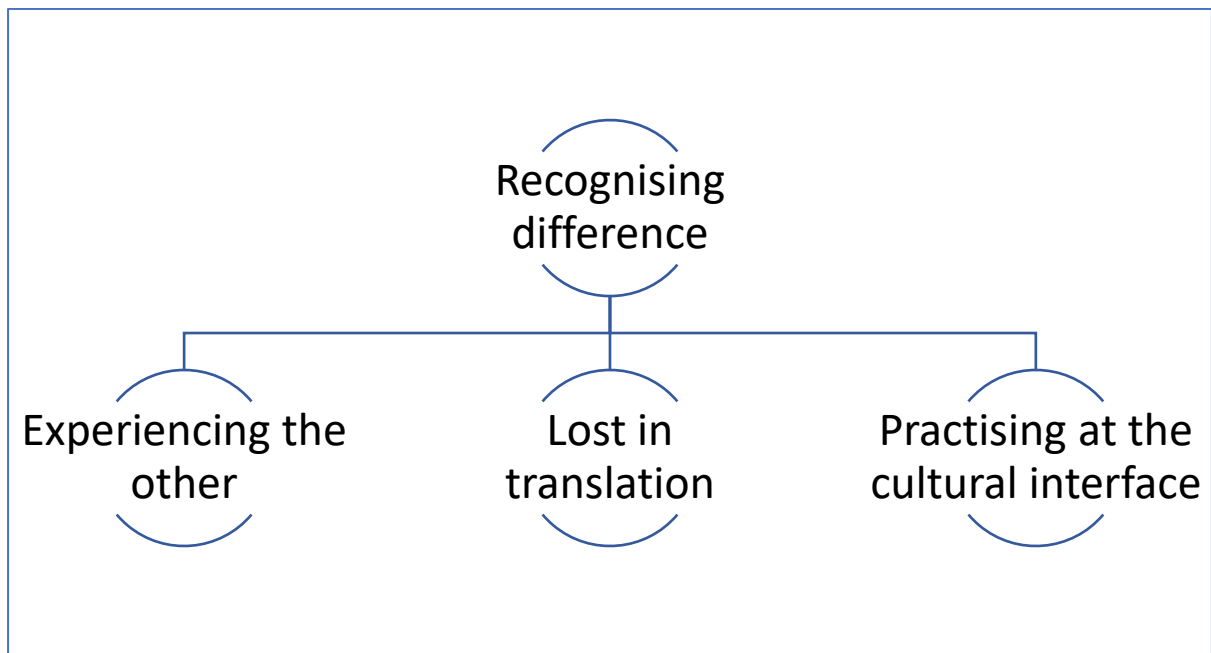 Recognising
difference
Experiencing the
other
Lost in
translation
Practising at the
cultural interface